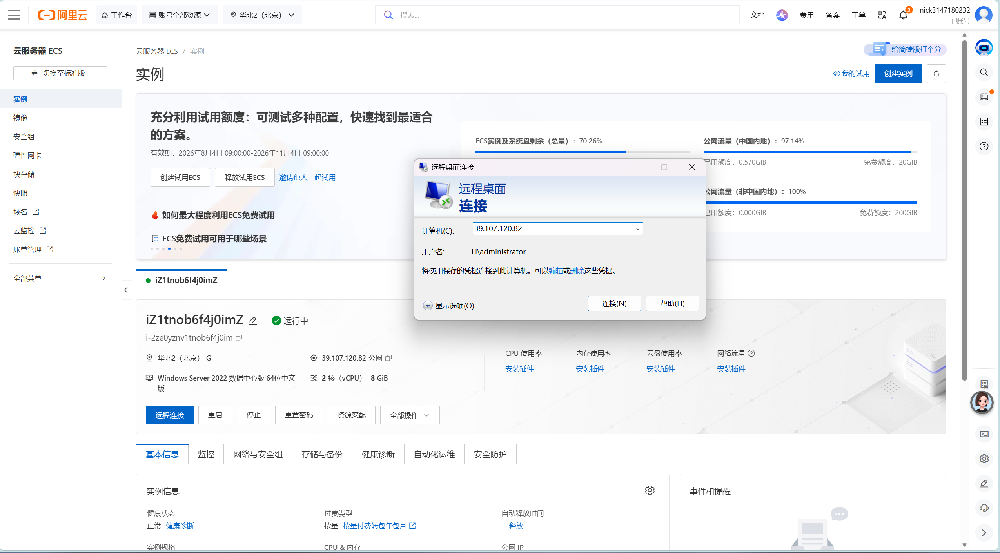 阿里云
工作台
账号全部资源
华北2（北京）
搜索...
文档
费用
备案
工单
2
nick3147180232
主账号
云服务器 ECS
切换至标准版
实例
镜像
安全组
弹性网卡
块存储
快照
域名
云监控
账单管理
全部菜单
云服务器 ECS / 实例
给简捷版打个分
实例
我的试用
创建实例
充分利用试用额度：可测试多种配置，快速找到最适合
的方案。
有效期：2026年8月4日 09:00:00-2026年11月4日 09:00:00
创建试用ECS
释放试用ECS
邀请他人一起试用
如何最大程度利用ECS免费试用
ECS免费试用可用于哪些场景
ECS实例及系统盘剩余（总量）：70.26%
公网流量（中国内地）：97.14%
已用额度：0.570GIB
免费额度：20GIB
公网流量（非中国内地）：100%
已用额度：0.000GIB
免费额度：200GIB
远程桌面连接
远程桌面
连接
计算机(C):
39.107.120.82
用户名:
LI\administrator
将使用保存的凭据连接到此计算机。可以编辑或删除这些凭据。
显示选项(O)
连接(N)
帮助(H)
iZ1tnob6f4j0imZ
iZ1tnob6f4j0imZ
运行中
i-2ze0yznv1tnob6f4j0im
华北2（北京） G
39.107.120.82 公网
Windows Server 2022 数据中心版 64位中文
版
2 核（vCPU） 8 GiB
CPU 使用率
内存使用率
云盘使用率
网络流量
安装插件
安装插件
安装插件
安装插件
远程连接
重启
停止
重置密码
资源变配
全部操作
基本信息
监控
网络与安全组
存储与备份
健康诊断
自动化运维
安全防护
实例信息
事件和提醒
健康状态
付费类型
自动释放时间
正常 健康诊断
按量 按量付费转包年包月
- 释放
实例规格
CPU & 内存
公网 IP